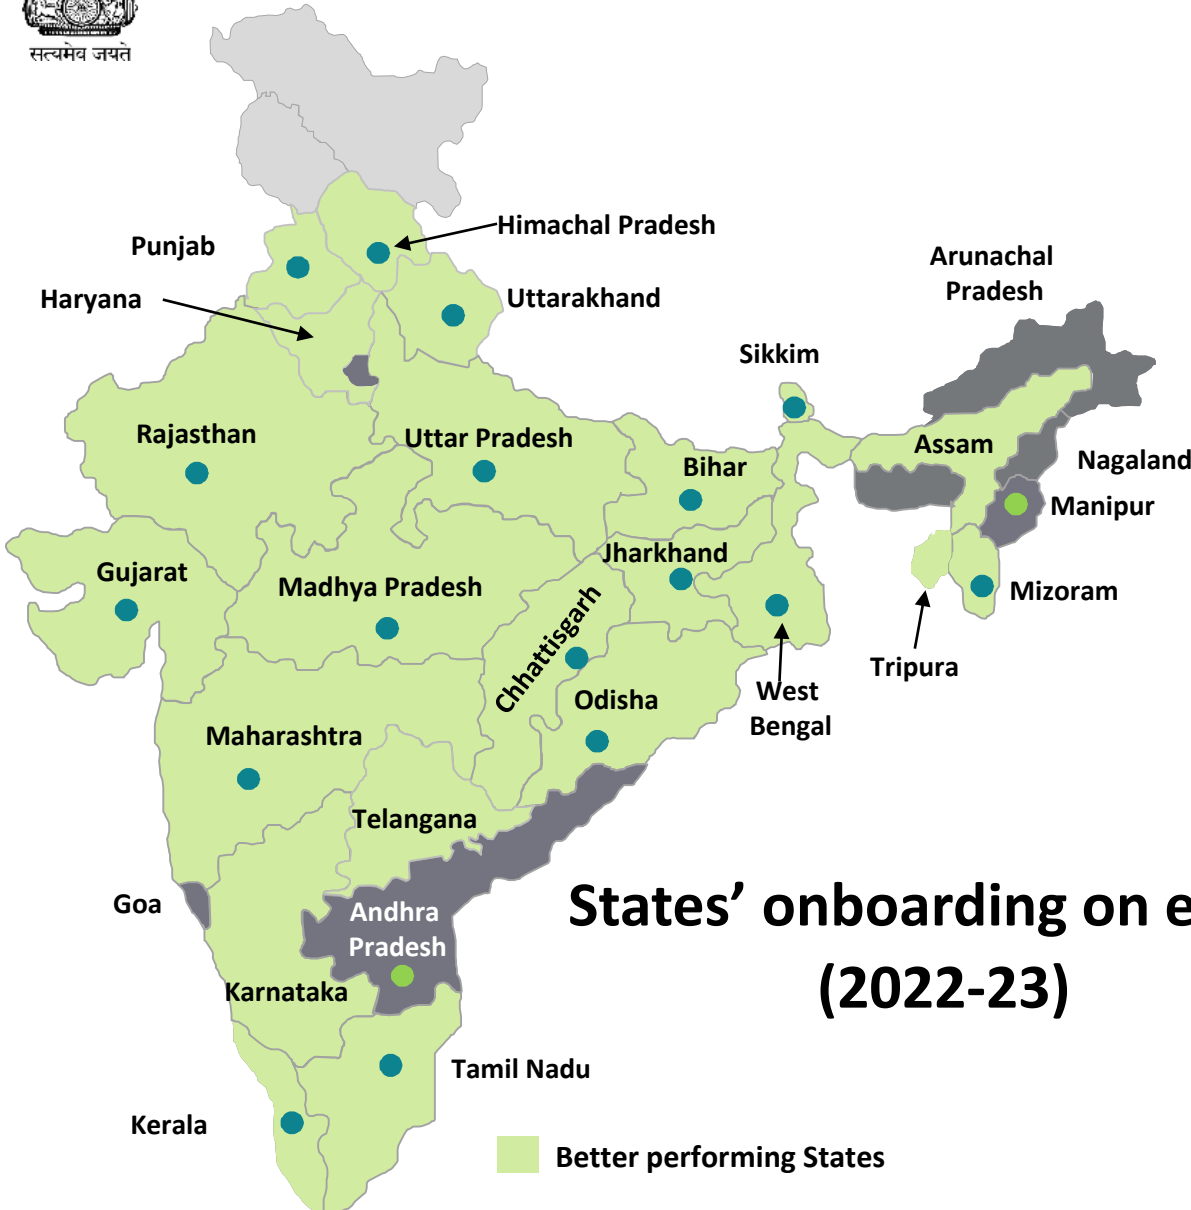 सत्यमेव जयते
Himachal Pradesh
Punjab
Arunachal
Pradesh
Haryana
Uttarakhand
Sikkim
Rajasthan
Uttar Pradesh
Assam
Bihar
Nagaland
Manipur
Jharkhand
Gujarat
Madhya Pradesh
Mizoram
Chhattisgarh
Tripura
Odisha
West
Bengal
Maharashtra
Telangana
Goa
Andhra
Pradesh
States’ onboarding on e
(2022-23)
Karnataka
Tamil Nadu
Kerala
Better performing States